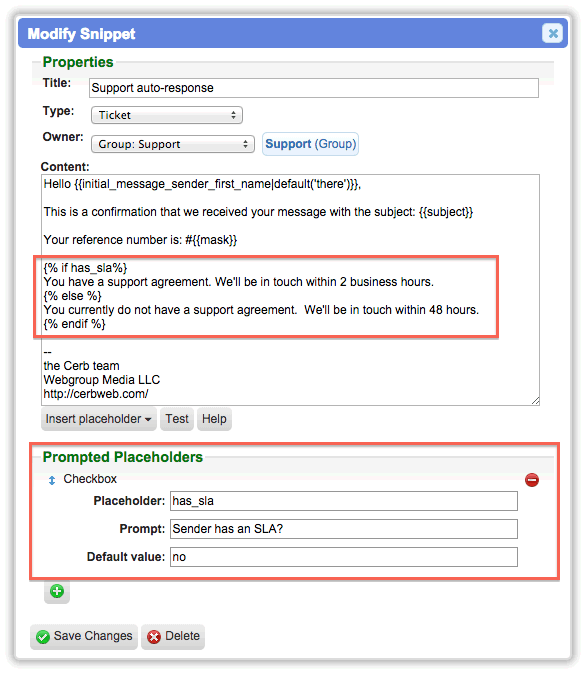 Modify Snippet
Properties
Title: Support auto-response
Type: Ticket
Owner: Group: Support Support (Group)
Content:
Hello {{initial_message_sender_first_name|default('there')}},
This is a confirmation that we received your message with the subject: {{subject}}
Your reference number is: #{{mask}}
{% if has_sla%}
You have a support agreement. We'll be in touch within 2 business hours.
{% else %}
You currently do not have a support agreement.  We'll be in touch within 48 hours.
{% endif %}
--
the Cerb team
Webgroup Media LLC
http://cerbweb.com/
Insert placeholder Test Help
Prompted Placeholders
Checkbox
Placeholder: has_sla
Prompt: Sender has an SLA?
Default value: no
Save Changes Delete